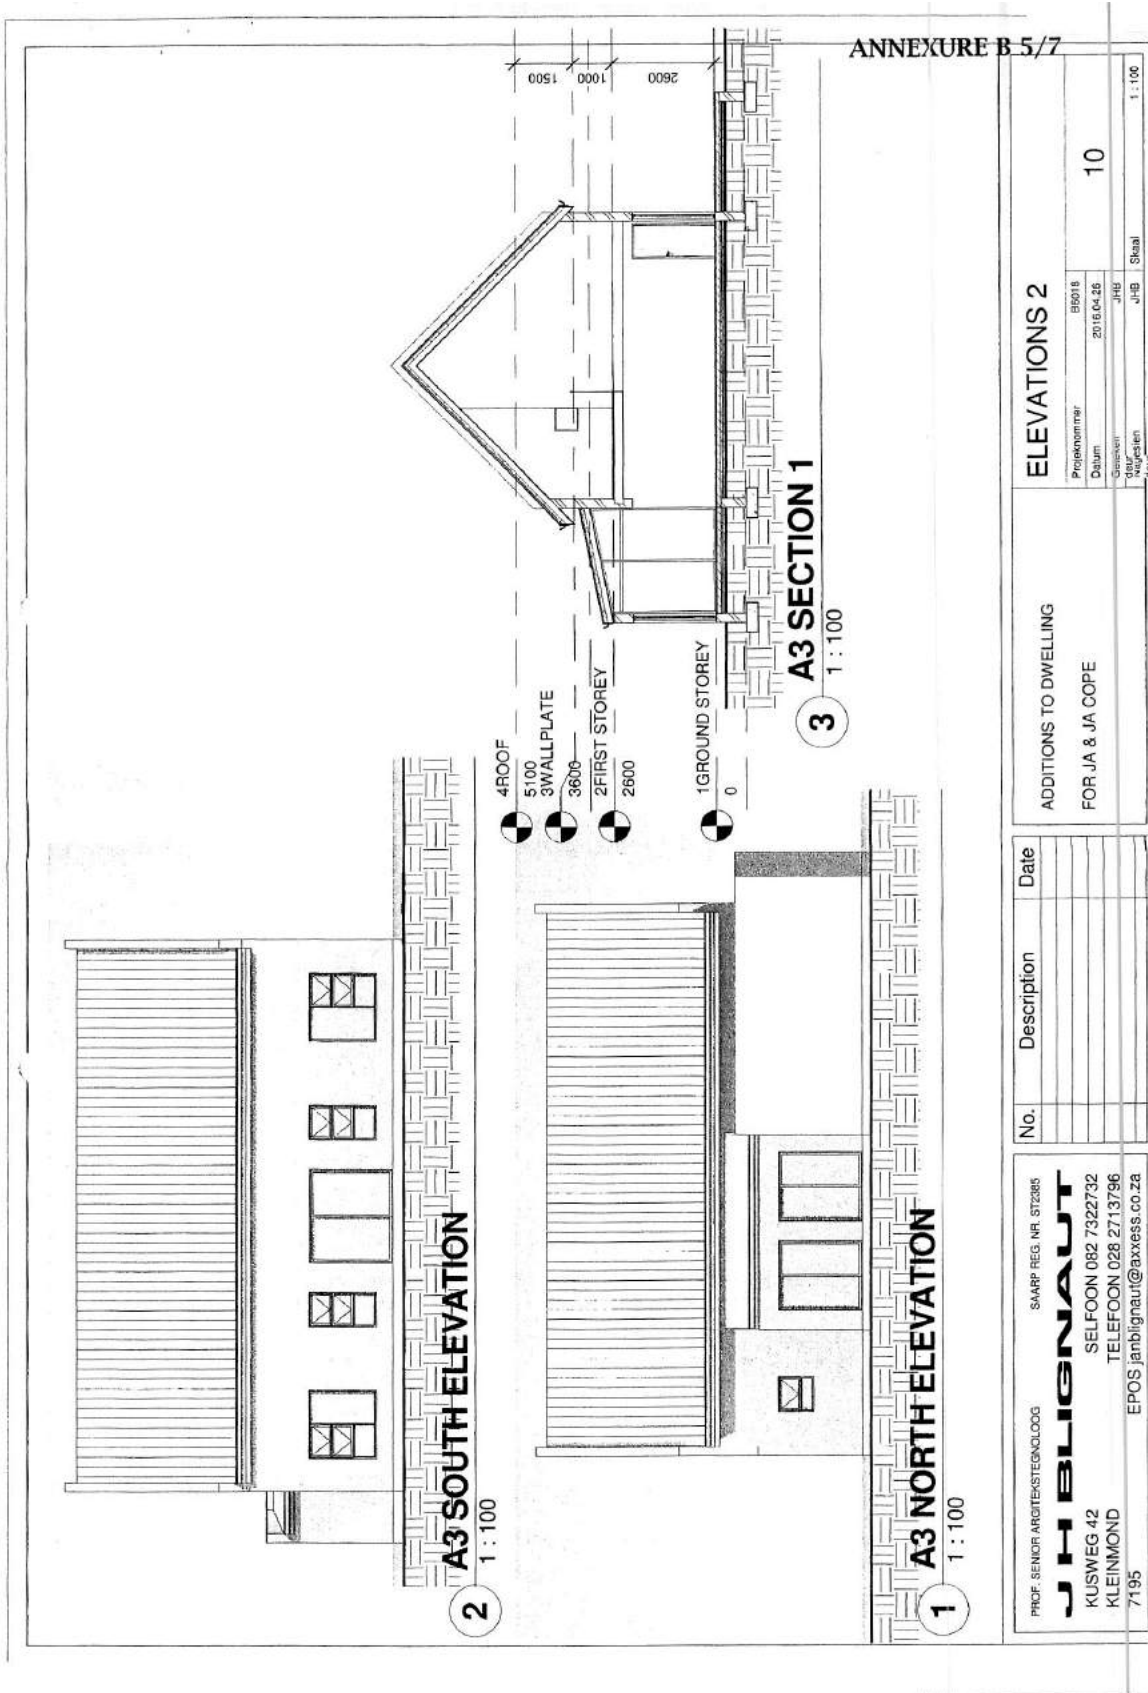 ANNEXURE B 5/7
2
A3 SOUTH ELEVATION
1 : 100
1
A3 NORTH ELEVATION
1 : 100
4ROOF
5100
3WALLPLATE
3600
2FIRST STOREY
2600
1GROUND STOREY
0
1500
1000
2600
3
A3 SECTION 1
1 : 100
PROF. SENIOR ARGITEKSTEGNOLOOG
SAARP REG. NR. ST2385
J H BLIGNAUT
KUSWEG 42
SELFOON 082 7322732
KLEINMOND
TELEFOON 028 2713796
7195
EPOS janblignaut@axxess.co.za
No.
Description
Date
ADDITIONS TO DWELLING
FOR JA & JA COPE
ELEVATIONS 2
Projeknommer
B6016
Datum
2016.04.26
deur
JHB
Nagesien
JHB
10
Skaal
1 : 100